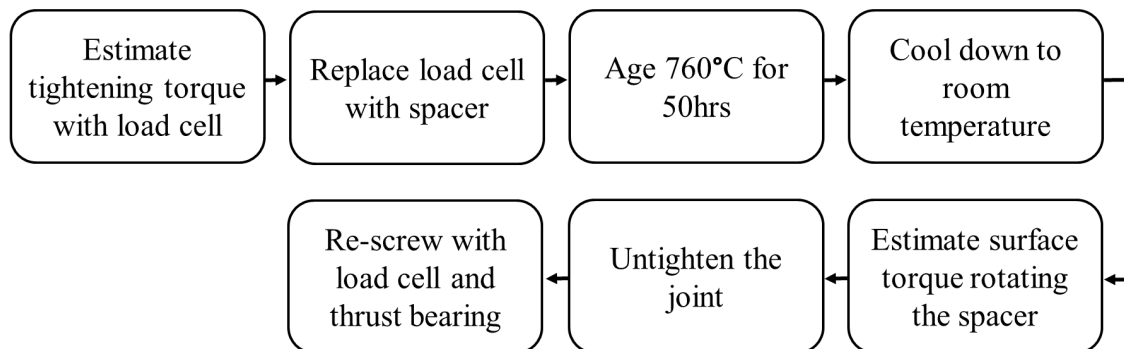 Estimate
tightening torque
with load cell
Replace load cell
with spacer
Age 760°C for
50hrs
Cool down to
room
temperature
Estimate surface
torque rotating
the spacer
Untighten the
joint
Re-screw with
load cell and
thrust bearing